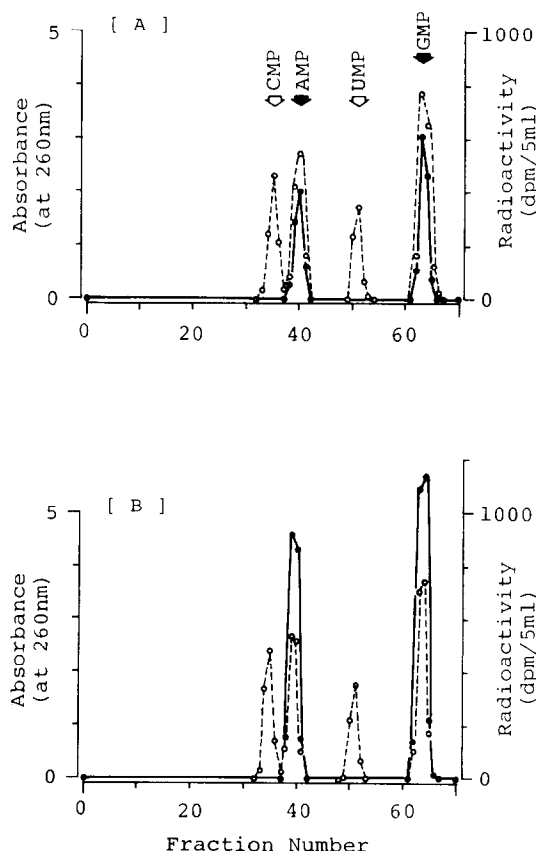 [ A ]
5
0
Absorbance
(at 260nm)
CMP
AMP
UMP
GMP
1000
0
Radioactivity
(dpm/5ml)
0
20
40
60
[ B ]
5
0
Absorbance
(at 260nm)
1000
0
Radioactivity
(dpm/5ml)
0
20
40
60
Fraction Number